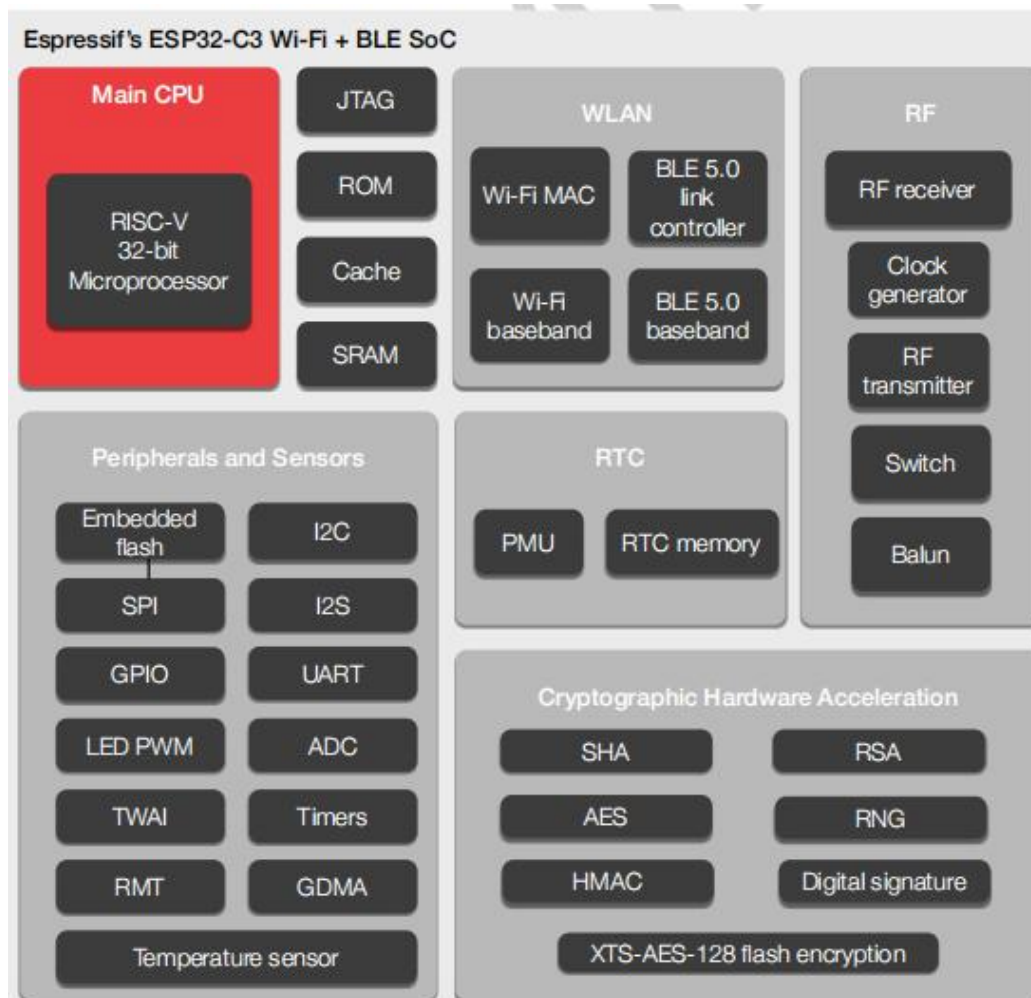 Espressif's ESP32-C3 Wi-Fi + BLE SoC
Main CPU
RISC-V
32-bit
Microprocessor
JTAG
ROM
Cache
SRAM
WLAN
Wi-Fi MAC
BLE 5.0
link
controller
Wi-Fi
baseband
BLE 5.0
baseband
RF
RF receiver
Clock
generator
RF
transmitter
Switch
Balun
Peripherals and Sensors
Embedded
flash
I2C
SPI
I2S
GPIO
UART
LED PWM
ADC
TWAI
Timers
RMT
GDMA
Temperature sensor
RTC
PMU
RTC memory
Cryptographic Hardware Acceleration
SHA
RSA
AES
RNG
HMAC
Digital signature
XTS-AES-128 flash encryption